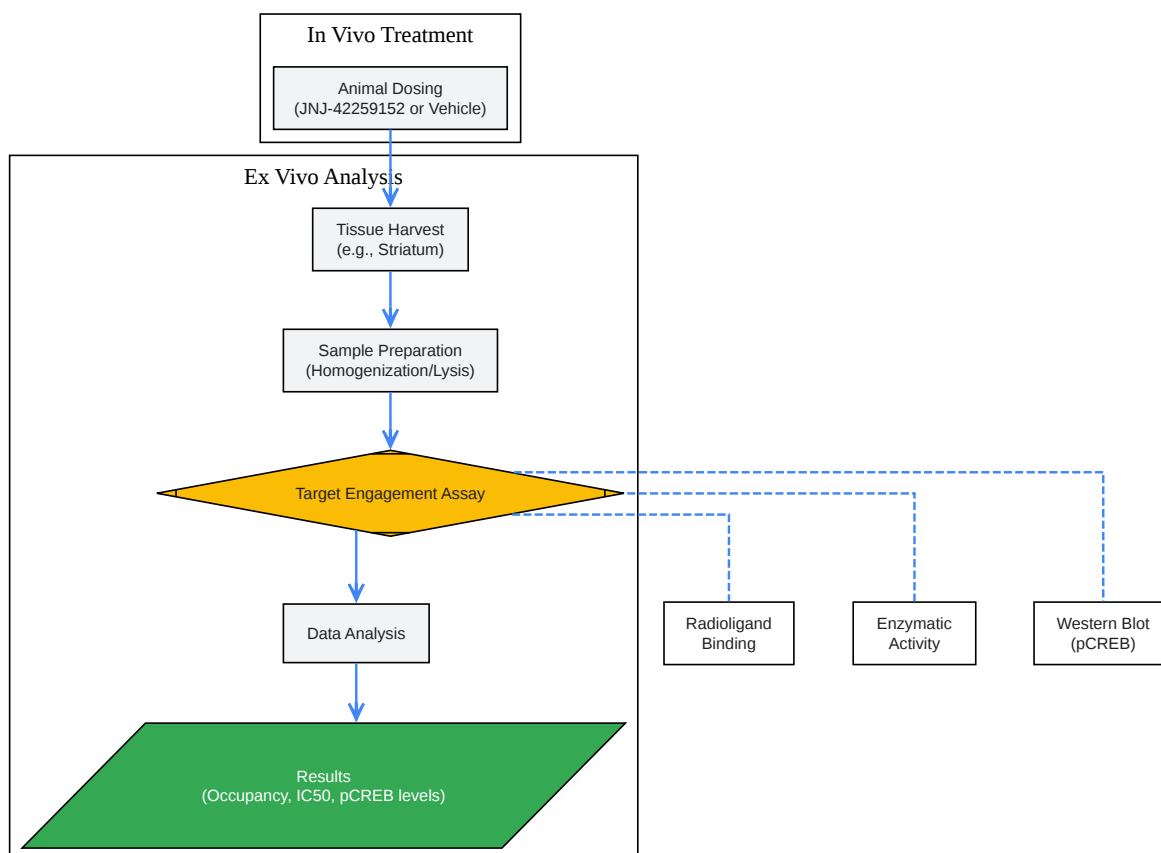 In Vivo Treatment
Animal Dosing
(JNJ-42259152 or Vehicle)
Ex Vivo Analysis
Tissue Harvest
(e.g., Striatum)
Sample Preparation
(Homogenization/Lysis)
Target Engagement Assay
Data Analysis
Radioligand
Binding
Enzymatic
Activity
Western Blot
(pCREB)
Results
(Occupancy, IC50, pCREB levels)